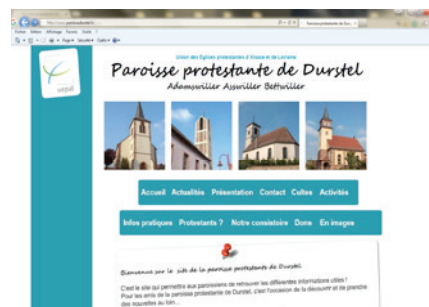 Union des Eglises protestantes d'Alsace et de Lorraine
Paroisse protestante de Durstel
Adamswiller Asswiller Bettwiller
uepal
Accueil Actualités Présentation Contact Cultes Activités
Infos pratiques Protestants ? Notre consistoire Dons En images
Bienvenue sur le site de la paroisse protestante de Durstel
C'est le site qui permettra aux paroissiens de retrouver les différentes informations utiles !
Pour les amis de la paroisse protestante de Durstel, c'est l'occasion de la découvrir et de prendre
des nouvelles au loin...